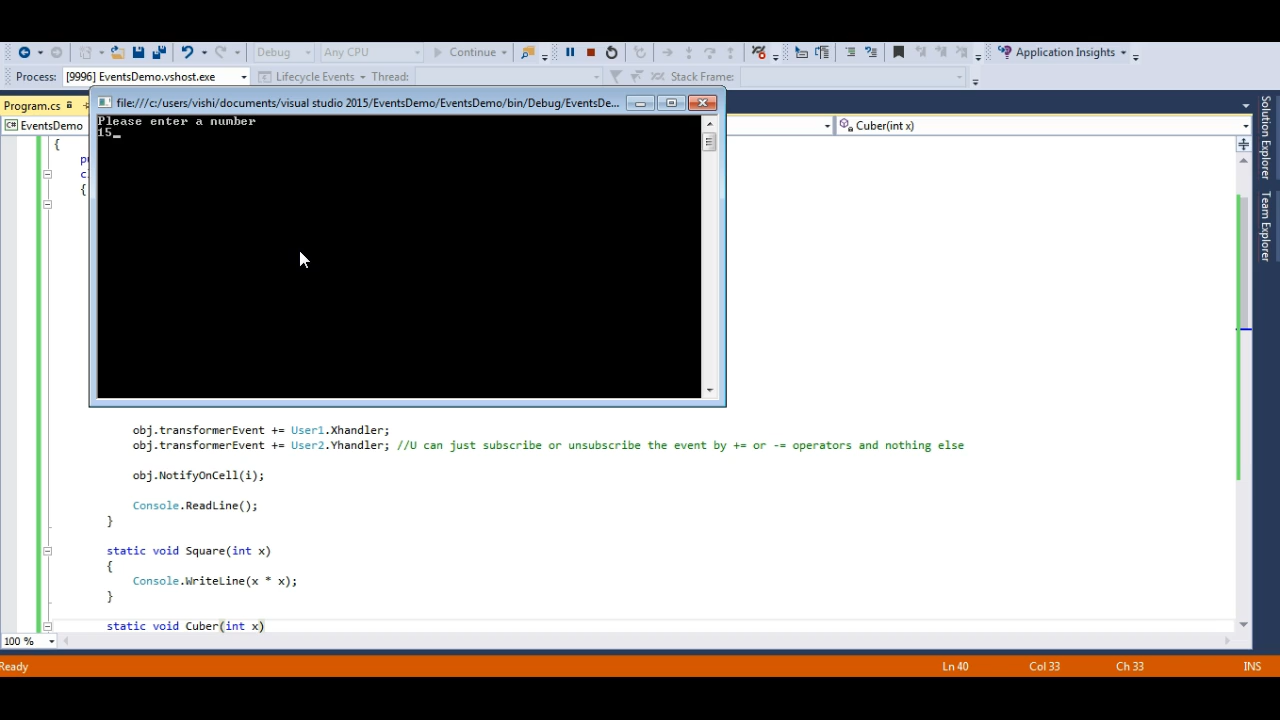 Debug
Any CPU
Continue
Application Insights
Process:
[9996] EventsDemo.vshost.exe
Lifecycle Events
Thread:
Stack Frame:
Program.cs
file:///c:/users/vishi/documents/visual studio 2015/EventsDemo/EventsDemo/bin/Debug/EventsDe...
EventsDemo
Cuber(int x)
Please enter a number
15_
{
{
obj.transformerEvent += User1.Xhandler;
obj.transformerEvent += User2.Yhandler; //U can just subscribe or unsubscribe the event by += or -= operators and nothing else
obj.NotifyOnCell(i);
Console.ReadLine();
}
static void Square(int x)
{
Console.WriteLine(x * x);
}
static void Cuber(int x)
100 %
Ready
Ln 40
Col 33
Ch 33
INS
Solution Explorer
Team Explorer